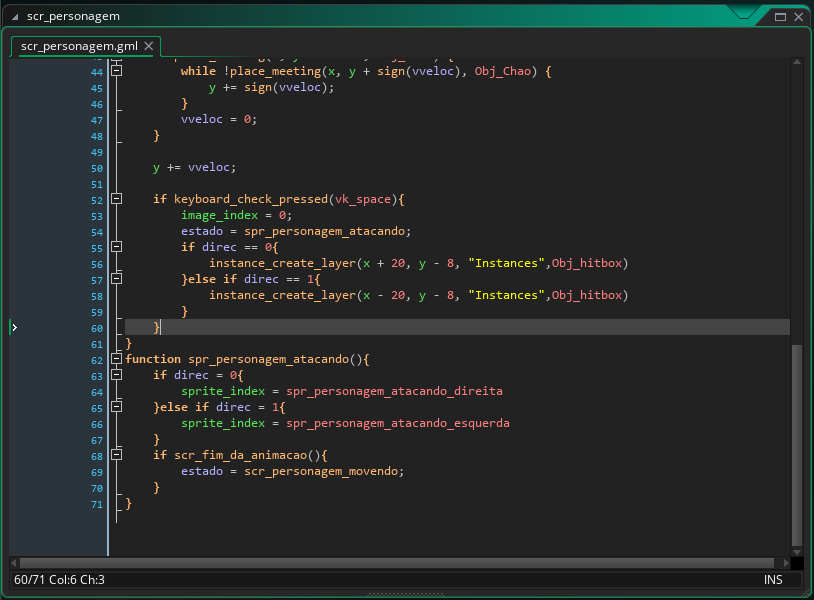 scr_personagem
scr_personagem.gml
44 while !place_meeting(x, y + sign(vveloc), Obj_Chao) {
45 y += sign(vveloc);
46 }
47 vveloc = 0;
48 }
49
50 y += vveloc;
51
52 if keyboard_check_pressed(vk_space){
53 image_index = 0;
54 estado = spr_personagem_atacando;
55 if direc == 0{
56 instance_create_layer(x + 20, y - 8, "Instances",Obj_hitbox)
57 }else if direc == 1{
58 instance_create_layer(x - 20, y - 8, "Instances",Obj_hitbox)
59 }
60 }
61 }
62 function spr_personagem_atacando(){
63 if direc = 0{
64 sprite_index = spr_personagem_atacando_direita
65 }else if direc = 1{
66 sprite_index = spr_personagem_atacando_esquerda
67 }
68 if scr_fim_da_animacao(){
69 estado = scr_personagem_movendo;
70 }
71 }
60/71 Col:6 Ch:3
INS